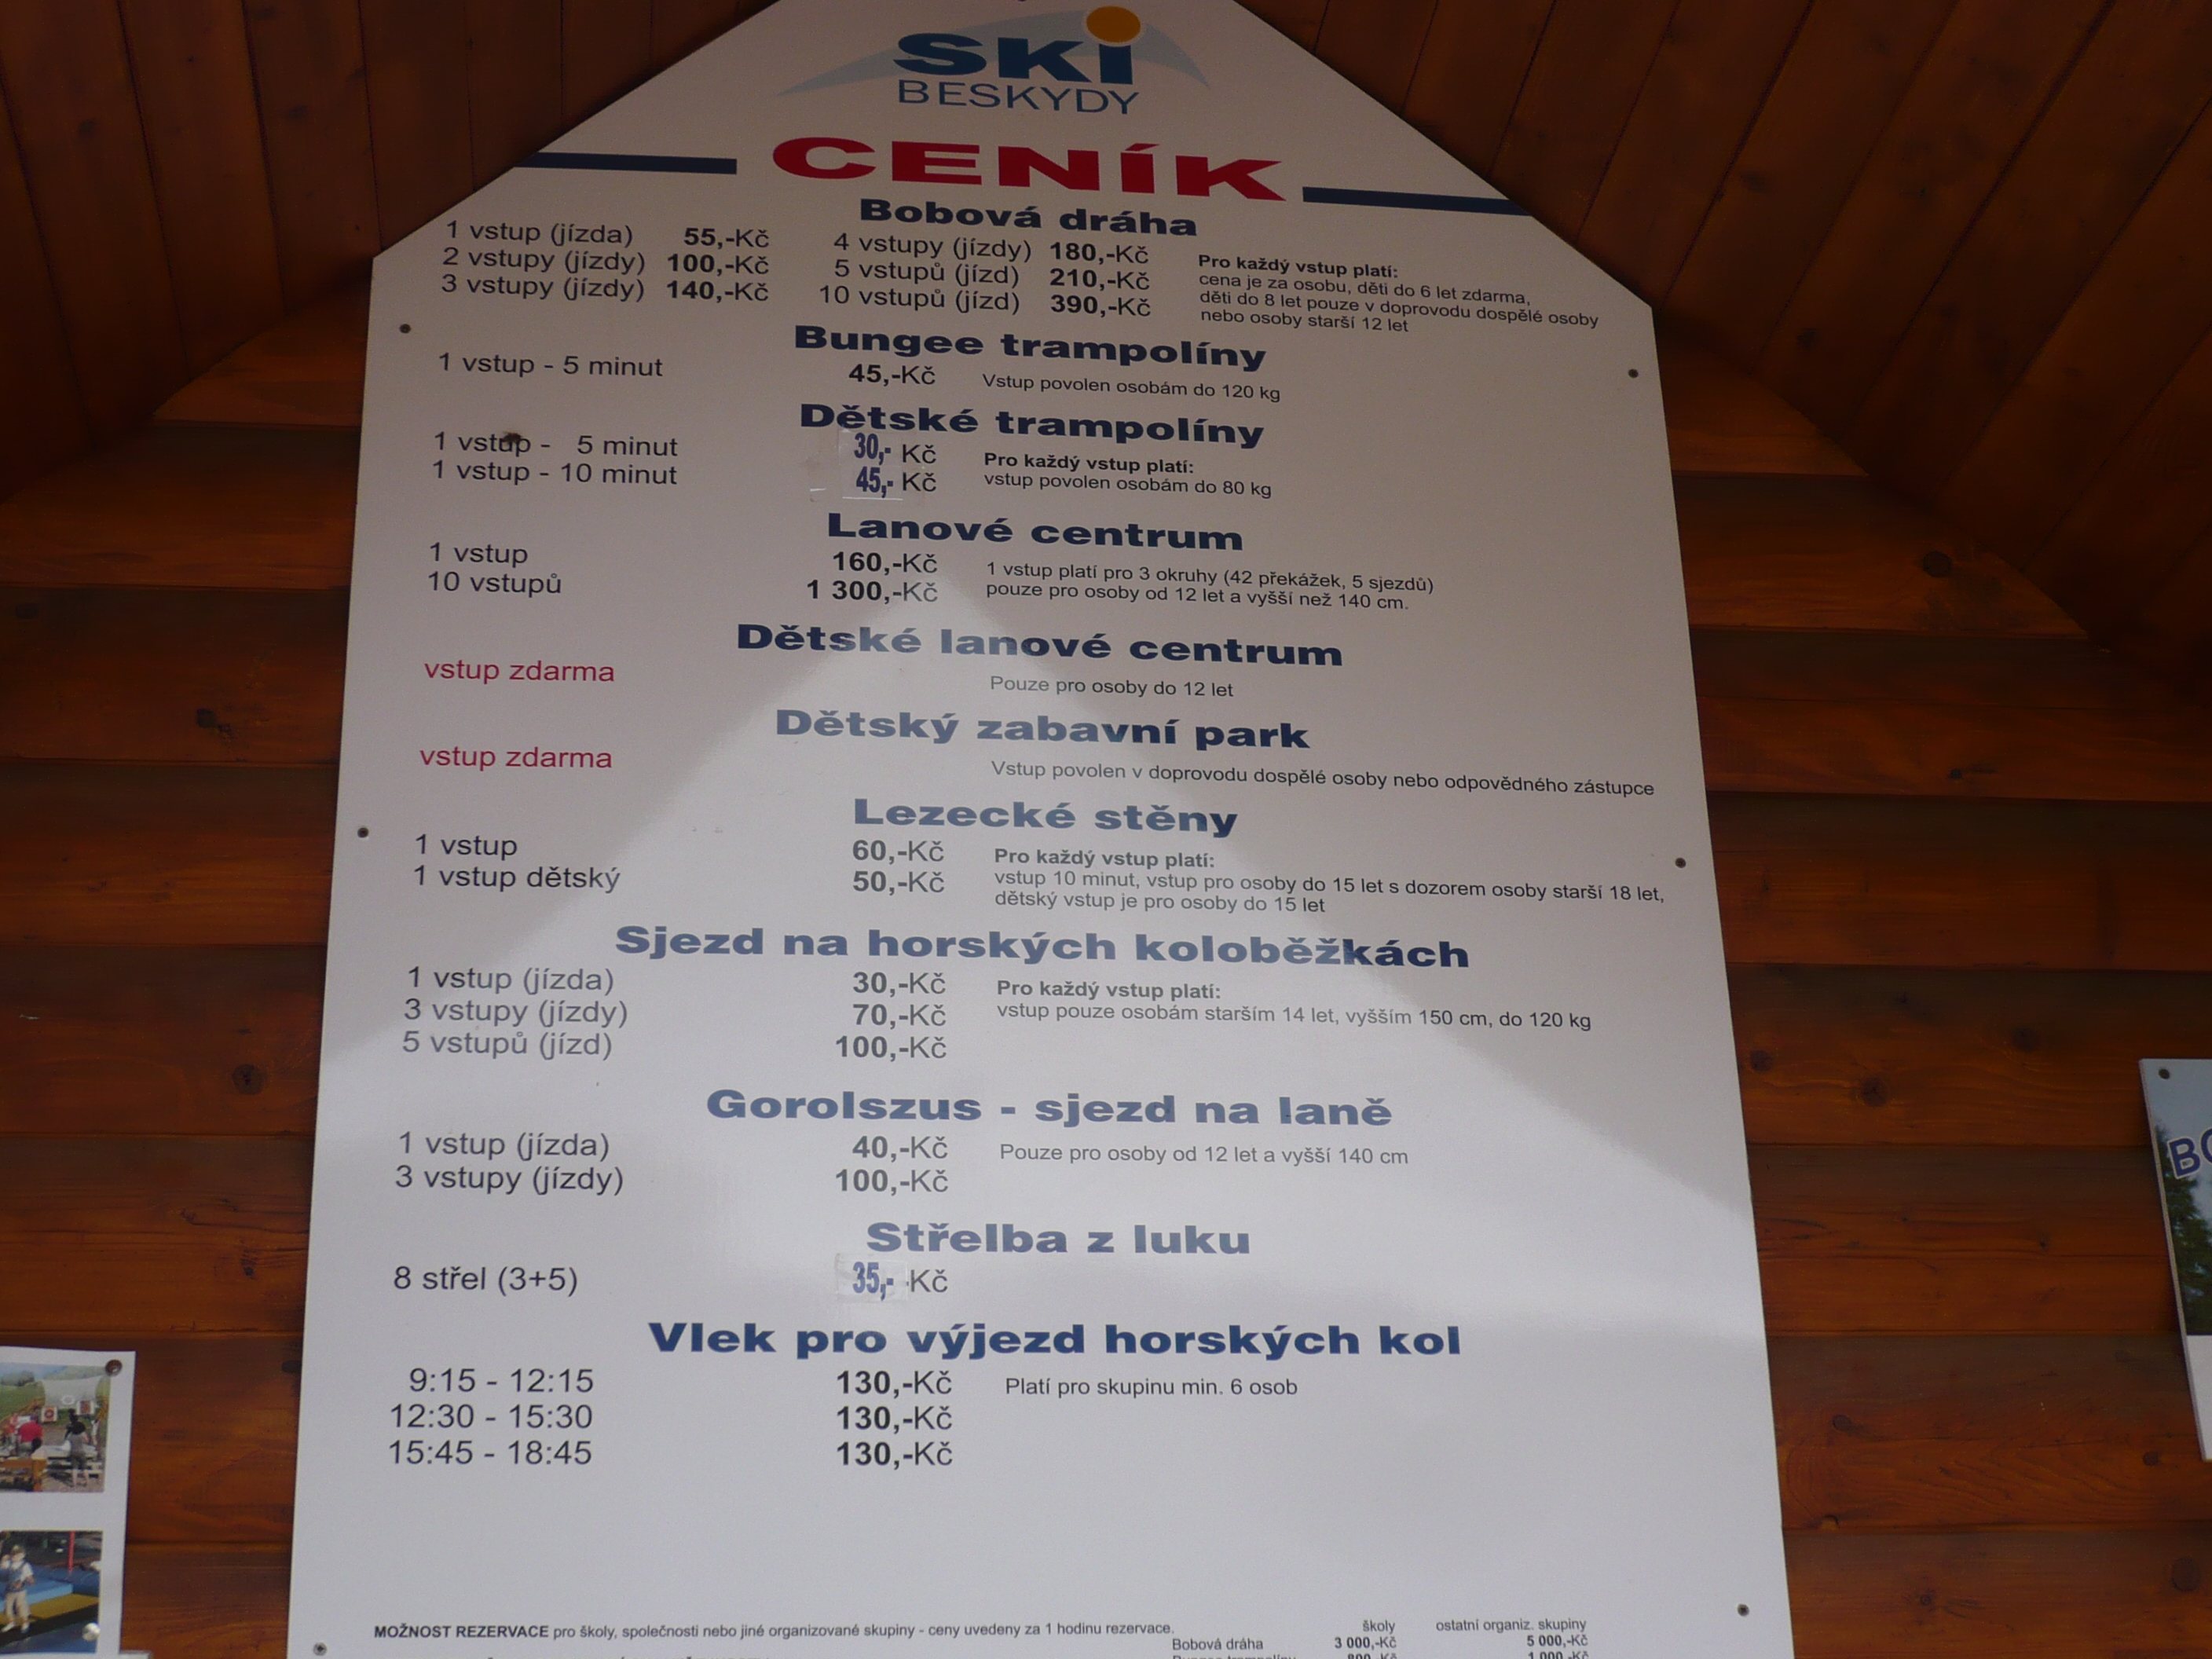 SKI
BESKYDY
CENÍK
Bobová dráha
1 vstup (jízda) 55,-Kč
2 vstupy (jízdy) 100,-Kč
3 vstupy (jízdy) 140,-Kč
4 vstupy (jízdy) 180,-Kč
5 vstupů (jízd) 210,-Kč
10 vstupů (jízd) 390,-Kč
Pro každý vstup platí:
cena je za osobu, děti do 6 let zdarma,
děti do 8 let pouze v doprovodu dospělé osoby
nebo osoby starší 12 let
Bungee trampolíny
1 vstup - 5 minut 45,-Kč Vstup povolen osobám do 120 kg
Dětské trampolíny
1 vstup - 5 minut 30,- Kč Pro každý vstup platí:
1 vstup - 10 minut 45,- Kč vstup povolen osobám do 80 kg
Lanové centrum
1 vstup 160,-Kč 1 vstup platí pro 3 okruhy (42 překážek, 5 sjezdů)
10 vstupů 1 300,-Kč pouze pro osoby od 12 let a vyšší než 140 cm.
Dětské lanové centrum
vstup zdarma Pouze pro osoby do 12 let
Dětský zabavní park
vstup zdarma Vstup povolen v doprovodu dospělé osoby nebo odpovědného zástupce
Lezecké stěny
1 vstup 60,-Kč Pro každý vstup platí:
1 vstup dětský 50,-Kč vstup 10 minut, vstup pro osoby do 15 let s dozorem osoby starší 18 let,
dětský vstup je pro osoby do 15 let
Sjezd na horských koloběžkách
1 vstup (jízda) 30,-Kč Pro každý vstup platí:
3 vstupy (jízdy) 70,-Kč vstup pouze osobám starším 14 let, vyšším 150 cm, do 120 kg
5 vstupů (jízd) 100,-Kč
Gorolszus - sjezd na laně
1 vstup (jízda) 40,-Kč Pouze pro osoby od 12 let a vyšší 140 cm
3 vstupy (jízdy) 100,-Kč
Střelba z luku
8 střel (3+5) 35,- Kč
Vlek pro výjezd horských kol
9:15 - 12:15 130,-Kč Platí pro skupinu min. 6 osob
12:30 - 15:30 130,-Kč
15:45 - 18:45 130,-Kč
MOŽNOST REZERVACE pro školy, společnosti nebo jiné organizované skupiny - ceny uvedeny za 1 hodinu rezervace.
školy ostatní organiz. skupiny
Bobová dráha 3 000,-Kč 5 000,-Kč